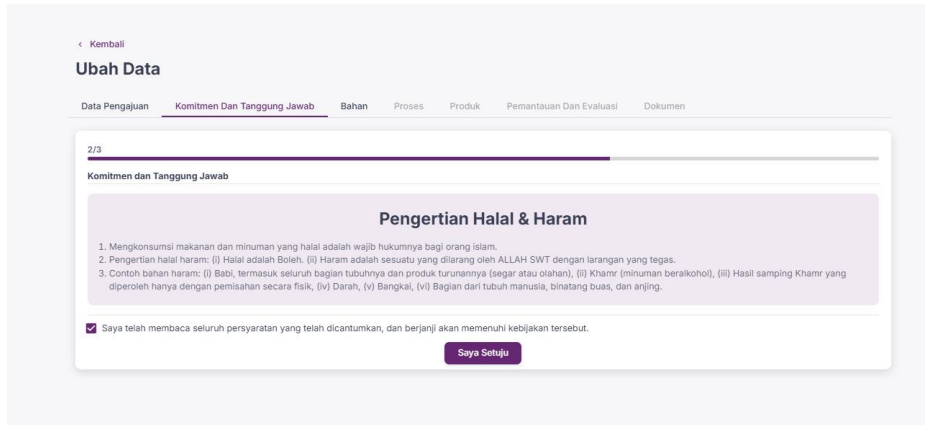 Kembali
Ubah Data
Data Pengajuan Komitmen Dan Tanggung Jawab Bahan Proses Produk Pemantauan Dan Evaluasi Dokumen
2/3
Komitmen dan Tanggung Jawab
Pengertian Halal & Haram
1. Mengkonsumsi makanan dan minuman yang halal adalah wajib hukumnya bagi orang islam.
2. Pengertian halal haram: (i) Halal adalah Boleh. (ii) Haram adalah sesuatu yang dilarang oleh ALLAH SWT dengan larangan yang tegas.
3. Contoh bahan haram: (i) Babi, termasuk seluruh bagian tubuhnya dan produk turunannya (segar atau olahan), (ii) Khamr (minuman beralkohol), (iii) Hasil samping Khamr yang
diperoleh hanya dengan pemisahan secara fisik, (iv) Darah, (v) Bangkai, (vi) Bagian dari tubuh manusia, binatang buas, dan anjing.
Saya telah membaca seluruh persyaratan yang telah dicantumkan, dan berjanji akan memenuhi kebijakan tersebut.
Saya Setuju